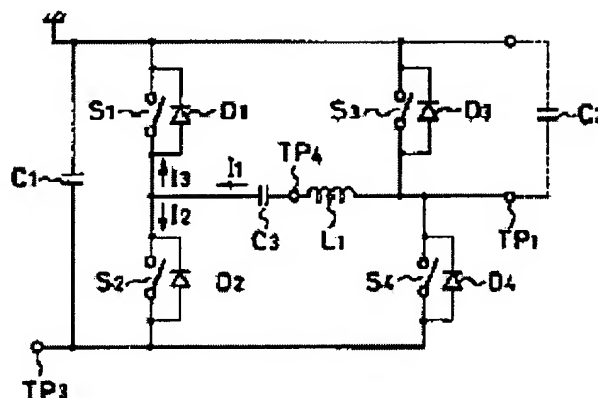 S1 D1 S3 D3 C2
TP4
C1 I3 I1
I2 C3 L1 TP1
S2 D2 S4 D4
TP3